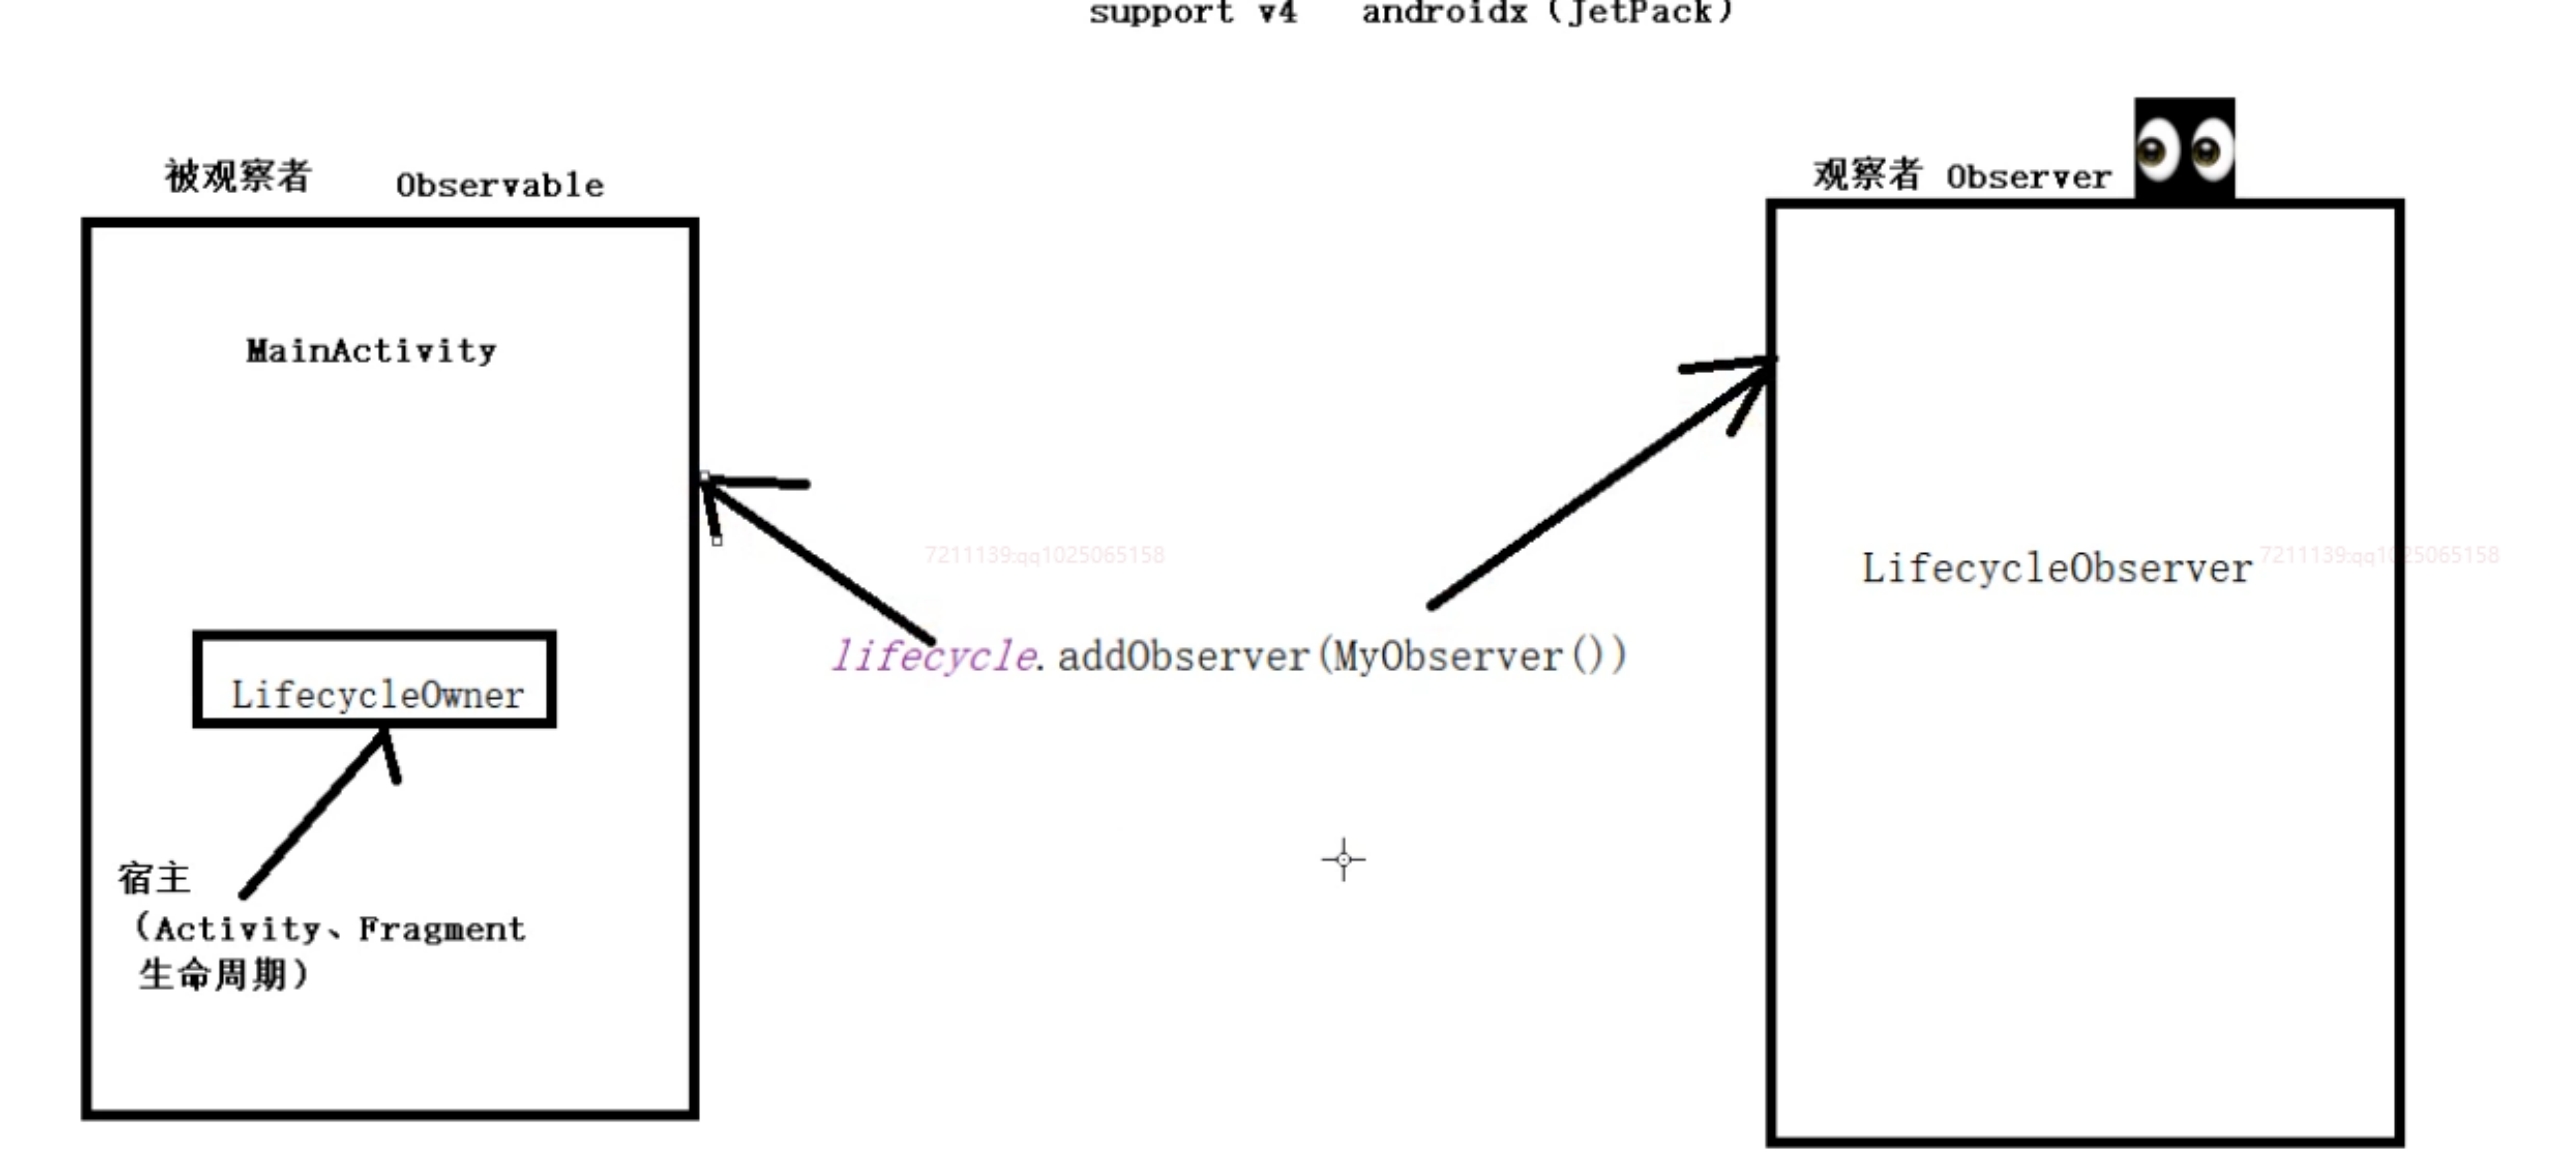 support v4 androidx（JetPack）
被观察者 Observable
观察者 Observer
MainActivity
7211139:qq1025065158
LifecycleObserver
7211139:qq1025065158
lifecycle.addObserver(MyObserver())
LifecycleOwner
宿主
（Activity、Fragment
生命周期）